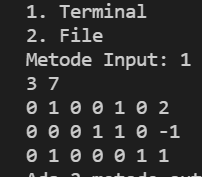 1. Terminal
2. File
Metode Input: 1
3 7
0 1 0 0 1 0 2
0 0 0 1 1 0 -1
0 1 0 0 0 1 1